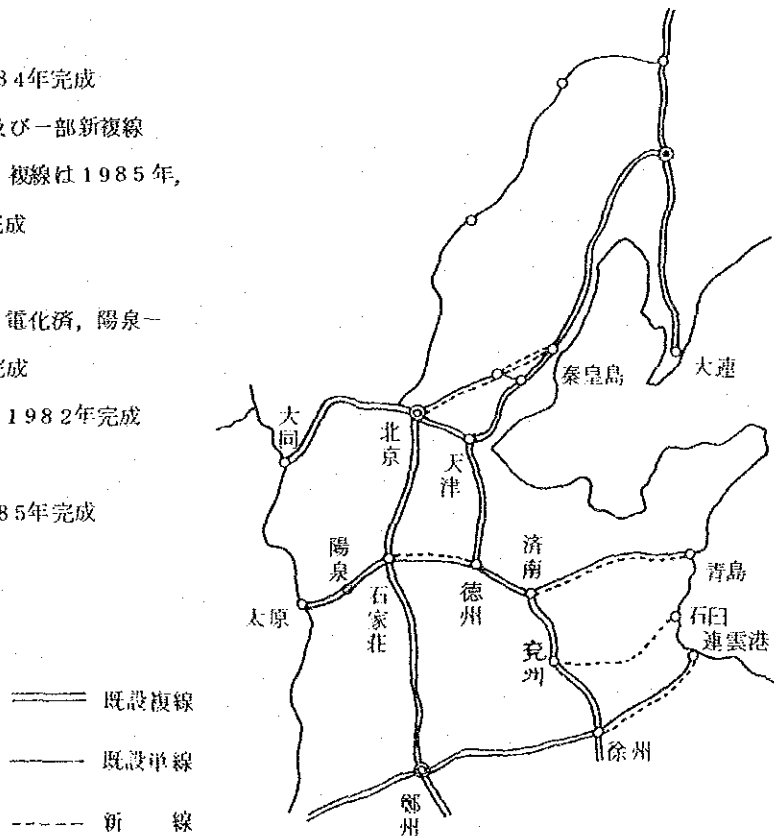 84年完成
及び一部新複線
複線は1985年,
完成
電化済, 陽泉—
完成
1982年完成
85年完成
秦皇島
大連
大同
北京
天津
陽泉
石家荘
徳州
済南
青島
太原
石臼
連雲港
兗州
徐州
鄭州
既設複線
既設単線
新 線